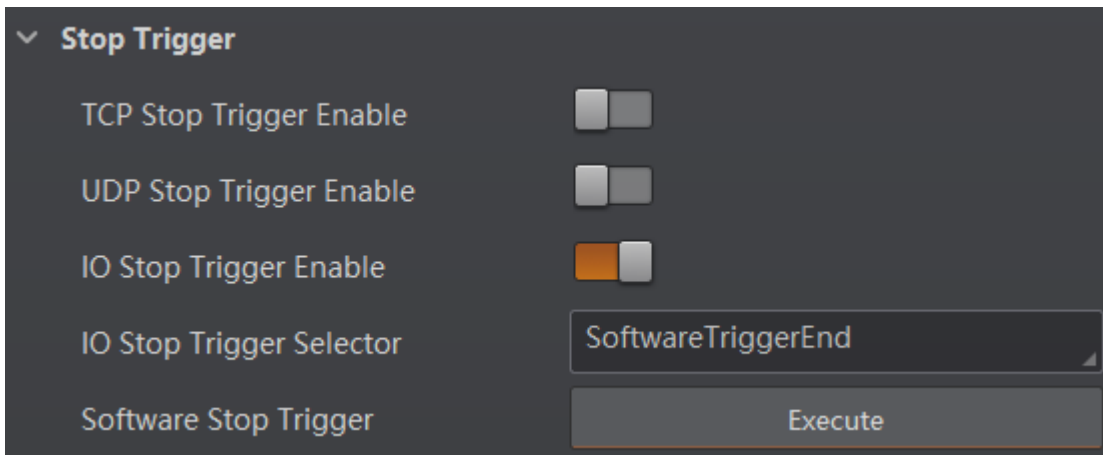 Stop Trigger
TCP Stop Trigger Enable
UDP Stop Trigger Enable
IO Stop Trigger Enable
IO Stop Trigger Selector SoftwareTriggerEnd
Software Stop Trigger Execute